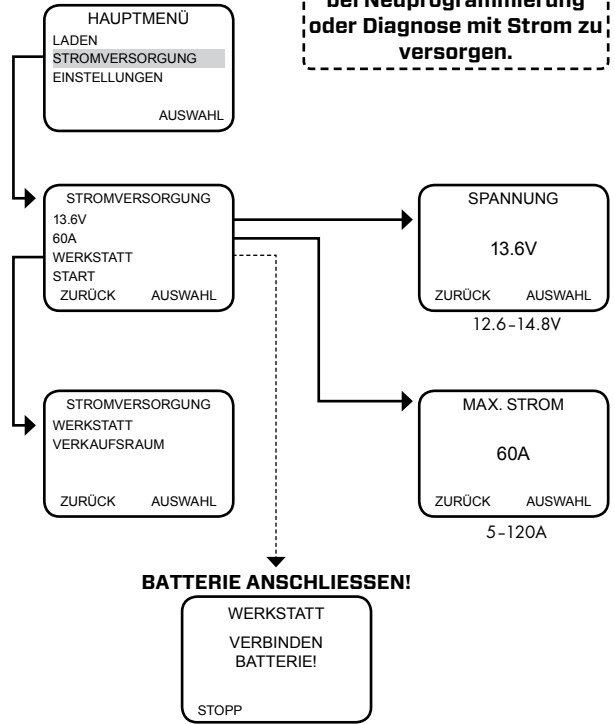 bei Neuprogrammierung
oder Diagnose mit Strom zu
versorgen.
HAUPTMENÜ
LADEN
STROMVERSORGUNG
EINSTELLUNGEN
AUSWAHL
STROMVERSORGUNG
13.6V
60A
WERKSTATT
START
ZURÜCK AUSWAHL
SPANNUNG
13.6V
ZURÜCK AUSWAHL
12.6–14.8V
STROMVERSORGUNG
WERKSTATT
VERKAUFSRAUM
ZURÜCK AUSWAHL
MAX. STROM
60A
ZURÜCK AUSWAHL
5–120A
BATTERIE ANSCHLIESSEN!
WERKSTATT
VERBINDEN
BATTERIE!
STOPP